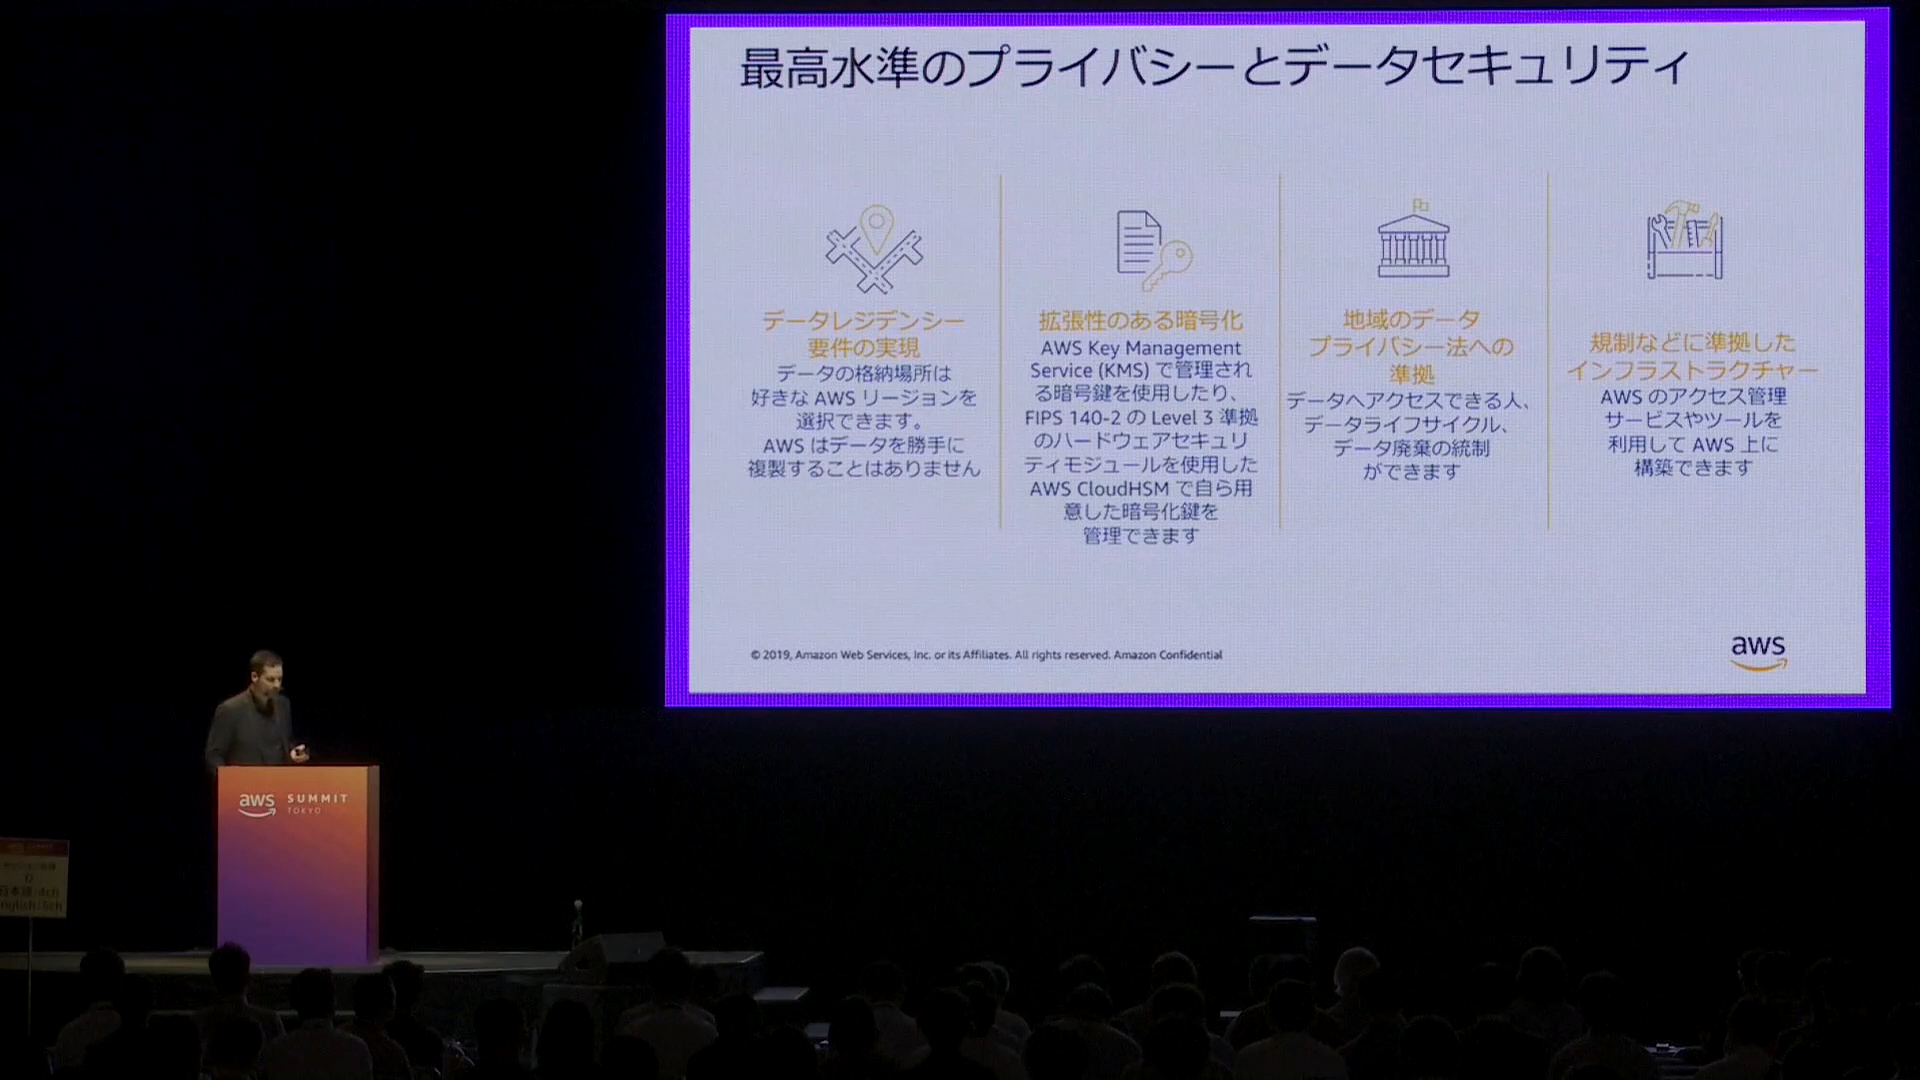 最高水準のプライバシーとデータセキュリティ
データレジデンシー
要件の実現
データの格納場所は
好きな AWS リージョンを
選択できます。
AWS はデータを勝手に
複製することはありません
拡張性のある暗号化
AWS Key Management
Service (KMS) で管理され
る暗号鍵を使用したり、
FIPS 140-2 の Level 3 準拠
のハードウェアセキュリ
ティモジュールを使用した
AWS CloudHSM で自ら用
意した暗号化鍵を
管理できます
地域のデータ
プライバシー法への
準拠
データへアクセスできる人、
データライフサイクル、
データ廃棄の統制
ができます
規制などに準拠した
インフラストラクチャー
AWS のアクセス管理
サービスやツールを
利用して AWS 上に
構築できます
© 2019, Amazon Web Services, Inc. or its Affiliates. All rights reserved. Amazon Confidential
aws
aws SUMMIT
TOKYO
日本語:4ch